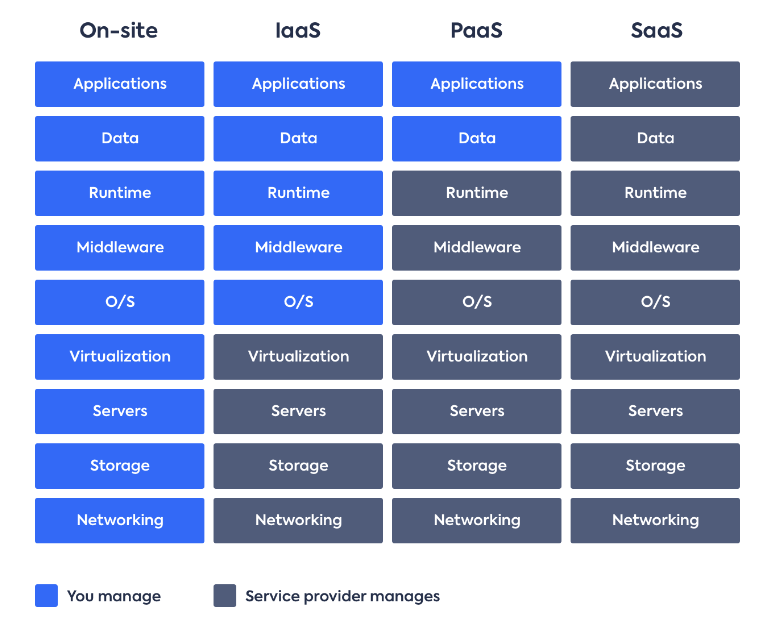 On-site IaaS PaaS SaaS
Applications Applications Applications Applications
Data Data Data Data
Runtime Runtime Runtime Runtime
Middleware Middleware Middleware Middleware
O/S O/S O/S O/S
Virtualization Virtualization Virtualization Virtualization
Servers Servers Servers Servers
Storage Storage Storage Storage
Networking Networking Networking Networking
You manage Service provider manages